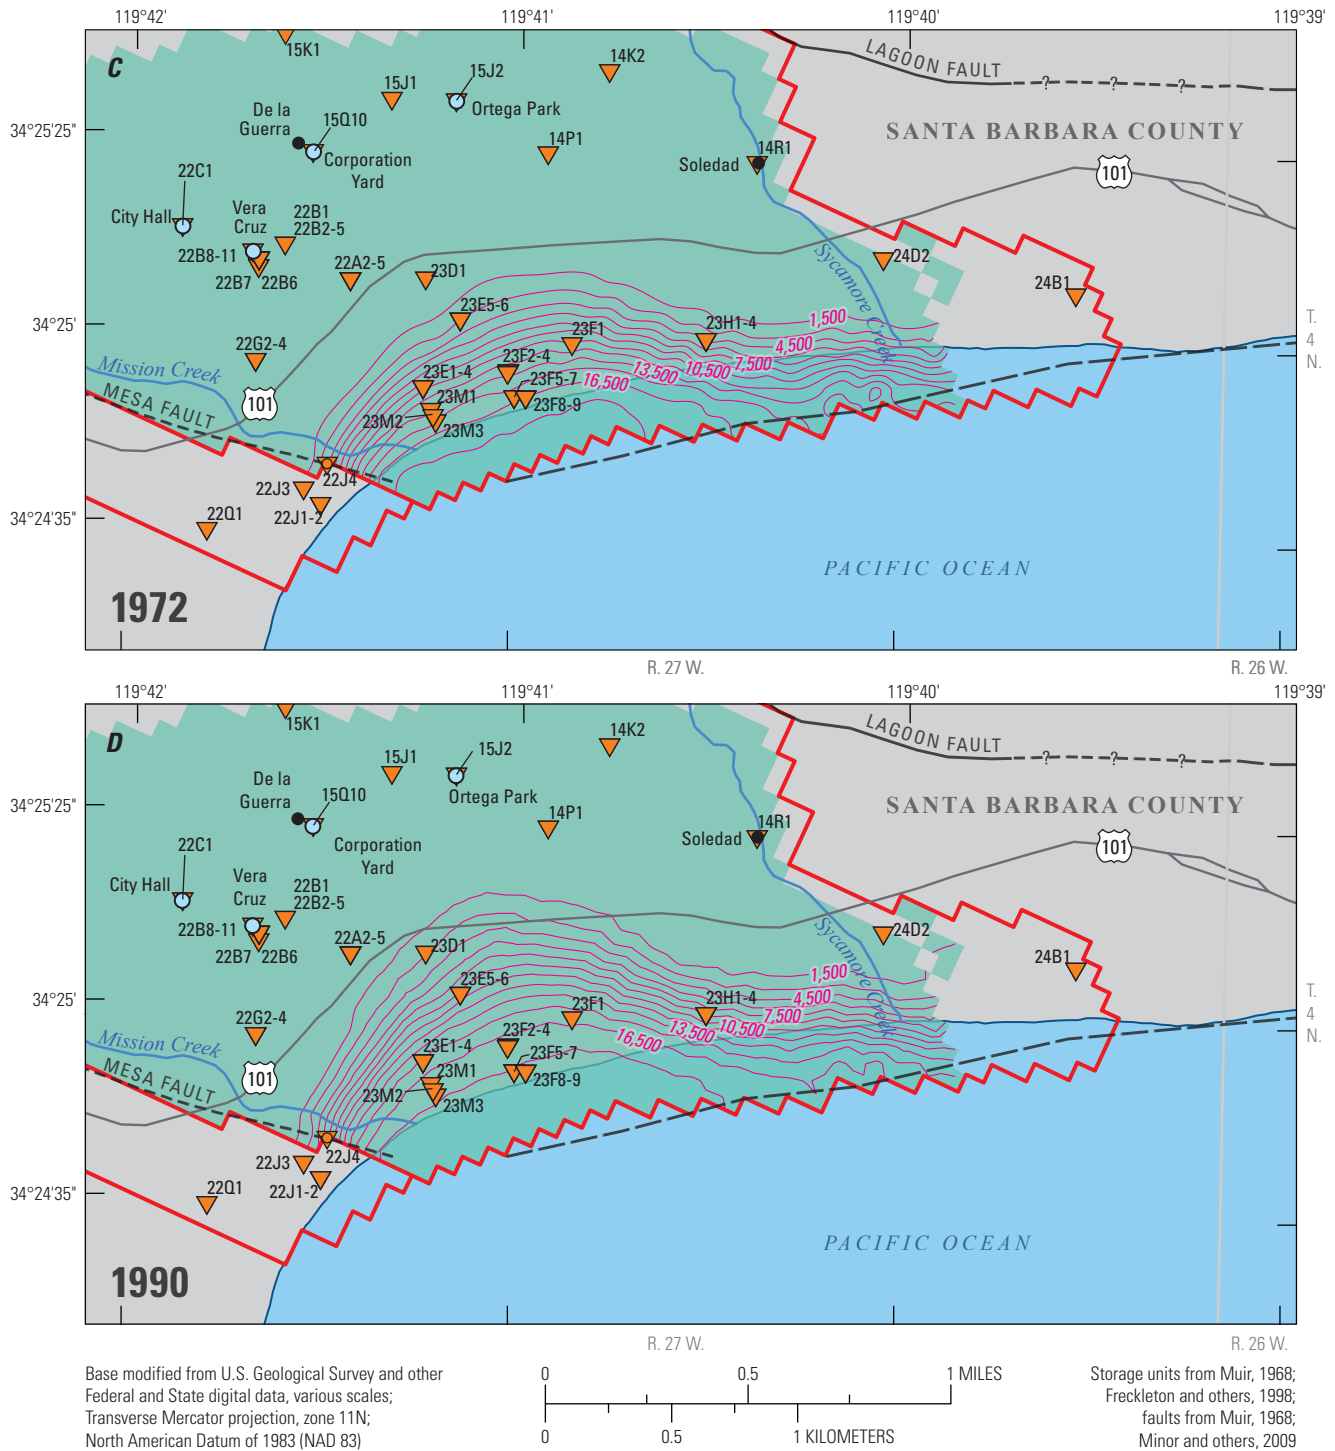 119°42'
119°41'
119°40'
119°39'
C
15K1
15J1
15J2
Ortega Park
14K2
LAGOON FAULT
?
?
?
34°25'25"
De la
Guerra
15Q10
Corporation
Yard
14P1
Soledad
14R1
SANTA BARBARA COUNTY
101
22C1
City Hall
Vera
Cruz
22B1
22B2-5
22B8-11
22B7
22B6
22A2-5
23D1
Sycamore Creek
24D2
24B1
34°25'
23E5-6
23F1
23H1-4
1,500
4,500
7,500
10,500
13,500
16,500
T.
4
N.
Mission Creek
22G2-4
23F2-4
23E1-4
23F5-7
23M1
23F8-9
23M2
23M3
MESA FAULT
101
22J4
22J3
22J1-2
22Q1
34°24'35"
PACIFIC OCEAN
1972
R. 27 W.
R. 26 W.
119°42'
119°41'
119°40'
119°39'
D
15K1
15J1
15J2
Ortega Park
14K2
LAGOON FAULT
?
?
?
34°25'25"
De la
Guerra
15Q10
Corporation
Yard
14P1
Soledad
14R1
SANTA BARBARA COUNTY
101
22C1
City Hall
Vera
Cruz
22B1
22B2-5
22B8-11
22B7
22B6
22A2-5
23D1
Sycamore Creek
24D2
24B1
34°25'
23E5-6
23F1
23H1-4
1,500
4,500
7,500
10,500
13,500
16,500
T.
4
N.
Mission Creek
22G2-4
23F2-4
23E1-4
23F5-7
23M1
23F8-9
23M2
23M3
MESA FAULT
101
22J4
22J3
22J1-2
22Q1
34°24'35"
PACIFIC OCEAN
1990
R. 27 W.
R. 26 W.
Base modified from U.S. Geological Survey and other
Federal and State digital data, various scales;
Transverse Mercator projection, zone 11N;
North American Datum of 1983 (NAD 83)
0 0.5 1 MILES
0 0.5 1 KILOMETERS
Storage units from Muir, 1968;
Freckleton and others, 1998;
faults from Muir, 1968;
Minor and others, 2009